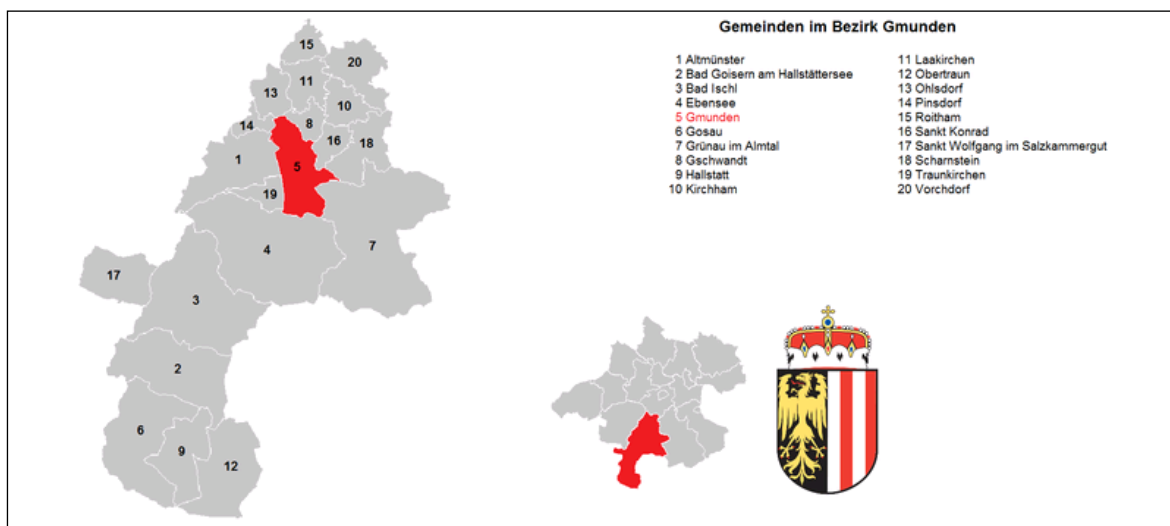 Gemeinden im Bezirk Gmunden
1 Altmünster
2 Bad Goisern am Hallstättersee
3 Bad Ischl
4 Ebensee
5 Gmunden
6 Gosau
7 Grünau im Almtal
8 Gschwandt
9 Hallstatt
10 Kirchham
11 Laakirchen
12 Obertraun
13 Ohlsdorf
14 Pinsdorf
15 Roitham
16 Sankt Konrad
17 Sankt Wolfgang im Salzkammergut
18 Scharnstein
19 Traunkirchen
20 Vorchdorf
15
20
11
13
10
14
8
16
18
1
5
19
4
7
17
3
2
6
9
12